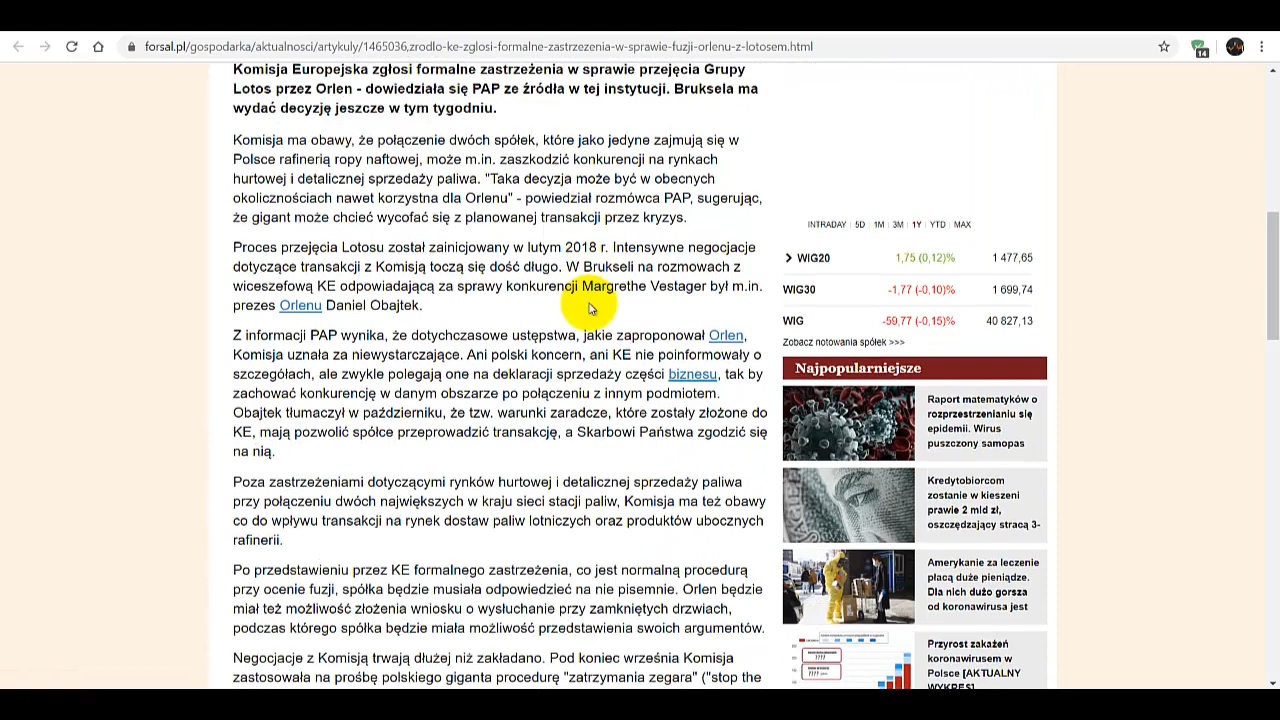 forsal.pl/gospodarka/aktualnosci/artykuly/1465036,zrodlo-ke-zglosi-formalne-zastrzezenia-w-sprawie-fuzji-orlenu-z-lotosem.html
14
Komisja Europejska zgłosi formalne zastrzeżenia w sprawie przejęcia Grupy
Lotos przez Orlen - dowiedziała się PAP ze źródła w tej instytucji. Bruksela ma
wydać decyzję jeszcze w tym tygodniu.
Komisja ma obawy, że połączenie dwóch spółek, które jako jedyne zajmują się w
Polsce rafinerią ropy naftowej, może m.in. zaszkodzić konkurencji na rynkach
hurtowej i detalicznej sprzedaży paliwa. "Taka decyzja może być w obecnych
okolicznościach nawet korzystna dla Orlenu" - powiedział rozmówca PAP, sugerując,
że gigant może chcieć wycofać się z planowanej transakcji przez kryzys.
Proces przejęcia Lotosu został zainicjowany w lutym 2018 r. Intensywne negocjacje
dotyczące transakcji z Komisją toczą się dość długo. W Brukseli na rozmowach z
wiceszefową KE odpowiadającą za sprawy konkurencji Margrethe Vestager był m.in.
prezes Orlenu Daniel Obajtek.
Z informacji PAP wynika, że dotychczasowe ustępstwa, jakie zaproponował Orlen,
Komisja uznała za niewystarczające. Ani polski koncern, ani KE nie poinformowały o
szczegółach, ale zwykle polegają one na deklaracji sprzedaży części biznesu, tak by
zachować konkurencję w danym obszarze po połączeniu z innym podmiotem.
Obajtek tłumaczył w październiku, że tzw. warunki zaradcze, które zostały złożone do
KE, mają pozwolić spółce przeprowadzić transakcję, a Skarbowi Państwa zgodzić się
na nią.
Poza zastrzeżeniami dotyczącymi rynków hurtowej i detalicznej sprzedaży paliwa
przy połączeniu dwóch największych w kraju sieci stacji paliw, Komisja ma też obawy
co do wpływu transakcji na rynek dostaw paliw lotniczych oraz produktów ubocznych
rafinerii.
Po przedstawieniu przez KE formalnego zastrzeżenia, co jest normalną procedurą
przy ocenie fuzji, spółka będzie musiała odpowiedzieć na nie pisemnie. Orlen będzie
miał też możliwość złożenia wniosku o wysłuchanie przy zamkniętych drzwiach,
podczas którego spółka będzie miała możliwość przedstawienia swoich argumentów.
Negocjacje z Komisją trwają dłużej niż zakładano. Pod koniec września Komisja
zastosowała na prośbę polskiego giganta procedurę "zatrzymania zegara" ("stop the
INTRADAY 5D 1M 3M 1Y YTD MAX
WIG20 1,75 (0,12)% 1 477,65
WIG30 -1,77 (-0,10)% 1 699,74
WIG -59,77 (-0,15)% 40 827,13
Zobacz notowania spółek >>>
Najpopularniejsze
Raport matematyków o
rozprzestrzenianiu się
epidemii. Wirus
puszczony samopas
Kredytobiorcom
zostanie w kieszeni
prawie 2 mld zł,
oszczędzający stracą 3-
Amerykanie za leczenie
płacą duże pieniądze.
Dla nich dużo gorsza
od koronawirusa jest
Przyrost zakażeń
koronawirusem w
Polsce [AKTUALNY
WYKRES]